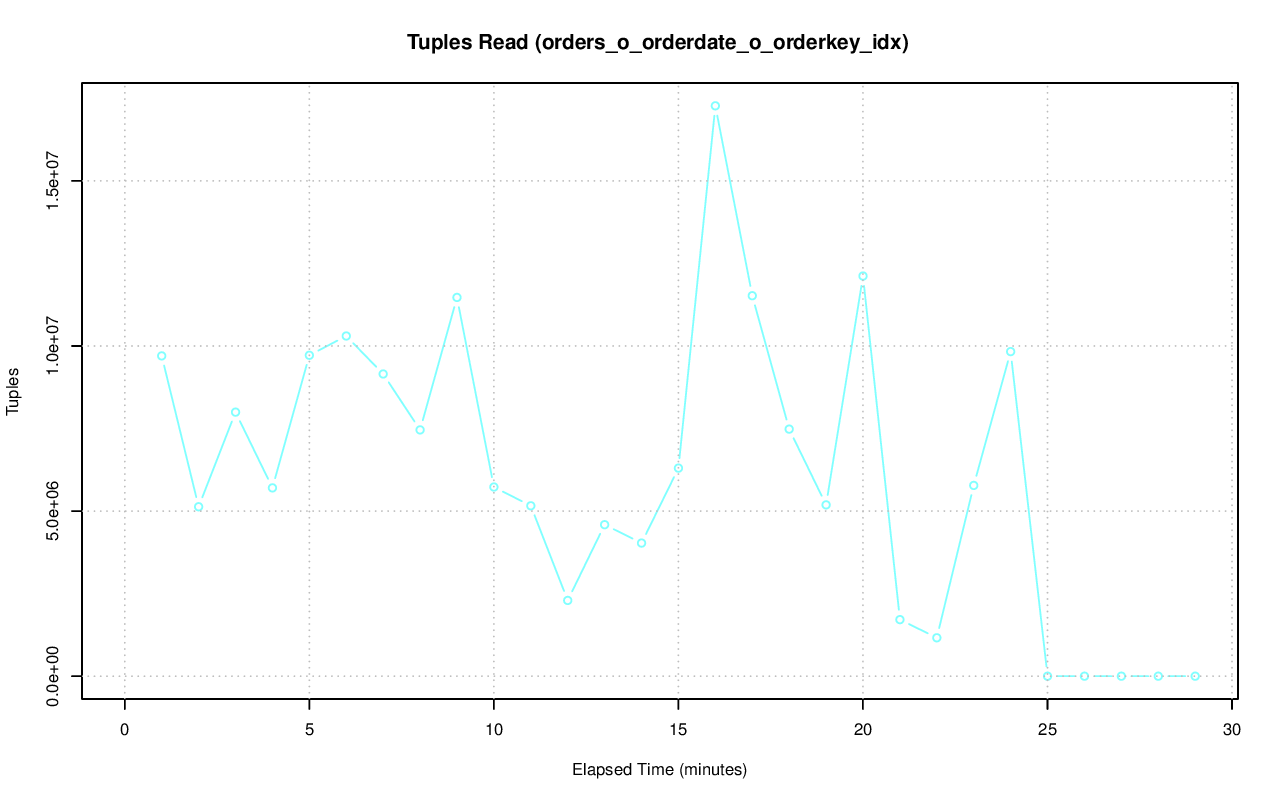 Tuples Read (orders_o_orderdate_o_orderkey_idx)
1.5e+07
1.0e+07
5.0e+06
0.0e+00
Tuples
0 5 10 15 20 25 30
Elapsed Time (minutes)